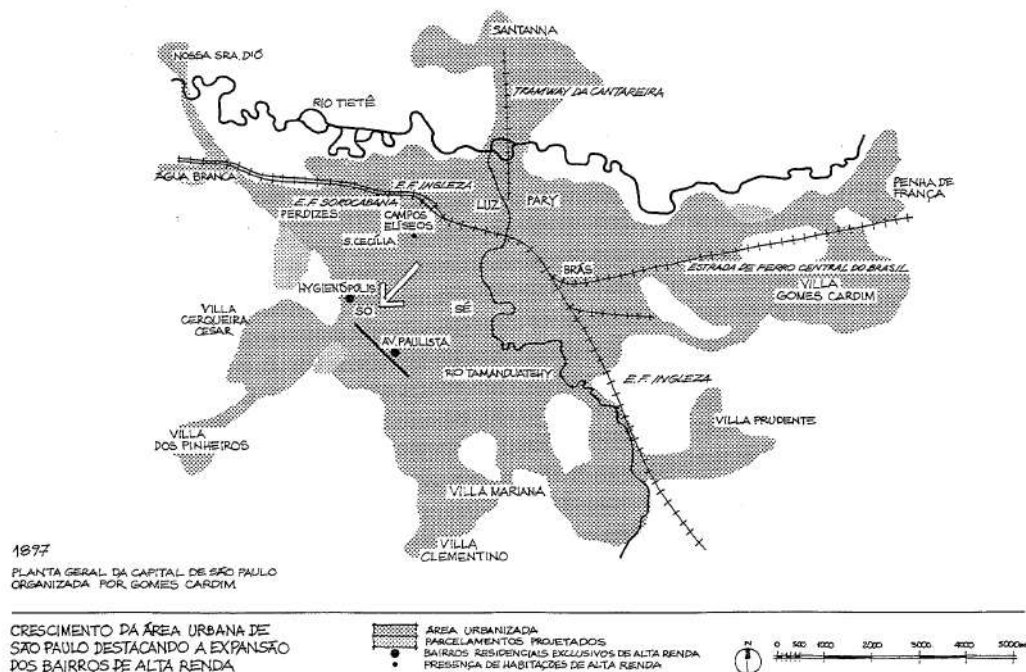 SANTANNA
NOSSA SRA. D'Ó
TRAMWAY DA CANTAREIRA
RIO TIETÊ
ÁGUA BRANCA
E.F. INGLEZA
E.F. SOROCABANA
PERDIZES
CAMPOS
ELÍSEOS
LUZ
PARY
PENHA DE
FRANÇA
S. CECÍLIA
BRÁS
ESTRADA DE FERRO CENTRAL DO BRASIL
VILLA
GOMES CARDIM
HYGIENÓPOLIS
SO
SÉ
VILLA
CERQUEIRA
CESAR
AV. PAULISTA
RIO TAMANDUATEHY
E.F. INGLEZA
VILLA PRUDENTE
VILLA
DOS PINHEIROS
VILLA MARIANA
VILLA
CLEMENTINO
1897
PLANTA GERAL DA CAPITAL DE SÃO PAULO
ORGANIZADA POR GOMES CARDIM
CRESCIMENTO DA ÁREA URBANA DE
SÃO PAULO DESTACANDO A EXPANSÃO
DOS BAIRROS DE ALTA RENDA
ÁREA URBANIZADA
PARCELAMENTOS PROJETADOS
BAIRROS RESIDENCIAIS EXCLUSIVOS DE ALTA RENDA
PRESENÇA DE HABITAÇÕES DE ALTA RENDA
N
0 500 1000 2000 3000 4000 5000m